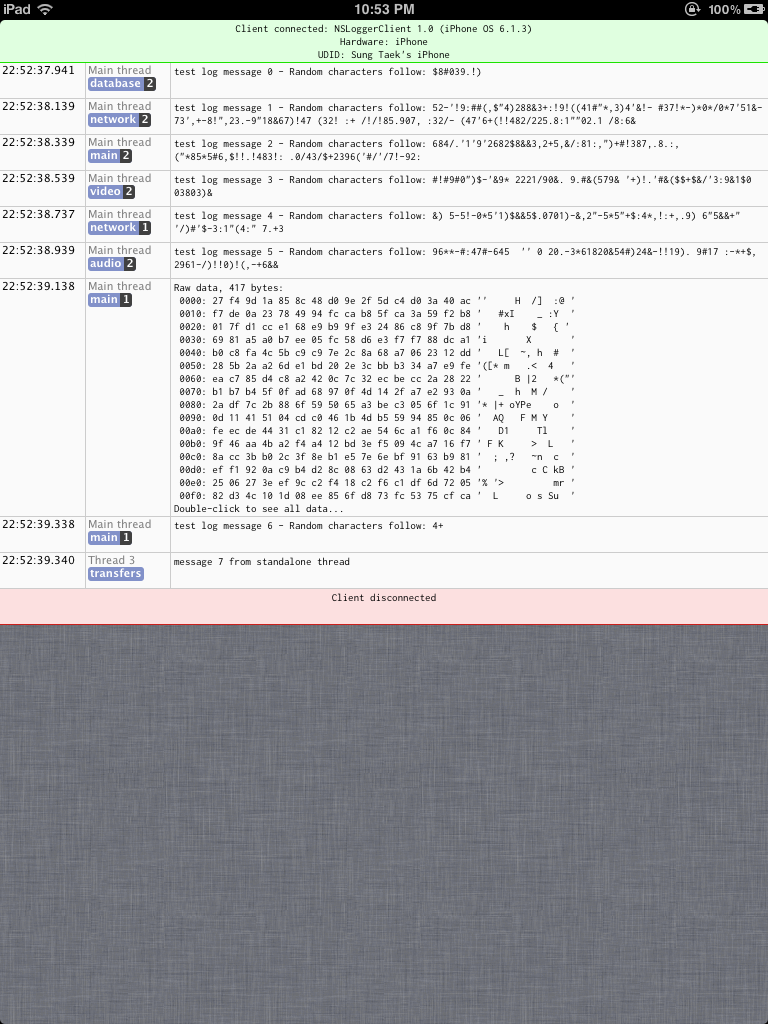 iPad 10:53 PM 100%
Client connected: NSLoggerClient 1.0 (iPhone OS 6.1.3)
Hardware: iPhone
UDID: Sung Taek's iPhone
22:52:37.941 Main thread test log message 0 - Random characters follow: $8#039.!)
database 2
22:52:38.139 Main thread test log message 1 - Random characters follow: 52-'!9:##(,$"4)288&3+:!9!((41#"*,3)4'&!- #37!*-)*0*/0*7'51&-
network 2 73',+-8!",23.-9"18&67)!47 (32! :+ /!/!85.907, :32/- (47'6+(!!482/225.8:1""02.1 /8:6&
22:52:38.339 Main thread test log message 2 - Random characters follow: 684/.'1'9'2682$8&&3,2+5,&/:81:,")+#!387,.8.:,
main 2 ("*85*5#6,$!!.!483!: .0/43/$+2396('#/'/7!-92:
22:52:38.539 Main thread test log message 3 - Random characters follow: #!#9#0")$-'&9* 2221/90&. 9.#&(579& '+)!.'#&($$+$&/'3:9&1$0
video 2 03803)&
22:52:38.737 Main thread test log message 4 - Random characters follow: &) 5-5!-0*5'1)$&&5$.0701)-&,2"-5*5"+$:4*,!:+,.9) 6"5&&+"
network 1 '/)#'$-3:1"(4:" 7.+3
22:52:38.939 Main thread test log message 5 - Random characters follow: 96**-#:47#-645  '' 0 20.-3*61820&54#)24&-!!19). 9#17 :-*+$,
audio 2 2961-/)!!0)!(,-+6&&
22:52:39.138 Main thread Raw data, 417 bytes:
main 1
0000: 27 f4 9d 1a 85 8c 48 d0 9e 2f 5d c4 d0 3a 40 ac ''     H  /]  :@ '
0010: f7 de 0a 23 78 49 94 fc ca b8 5f ca 3a 59 f2 b8 '   #xI    _ :Y  '
0020: 01 7f d1 cc e1 68 e9 b9 9f e3 24 86 c8 9f 7b d8 '     h    $   { '
0030: 69 81 a5 a0 b7 ee 05 fc 58 d6 e3 f7 f7 88 dc a1 'i       X       '
0040: b0 c8 fa 4c 5b c9 c9 7e 2c 8a 68 a7 06 23 12 dd '   L[  ~, h  #  '
0050: 28 5b 2a a2 6d e1 bd 20 2e 3c bb b3 34 a7 e9 fe '([* m   .<  4   '
0060: ea c7 85 d4 c8 a2 42 0c 7c 32 ec be cc 2a 28 22 '      B |2   *("'
0070: b1 b7 b4 5f 0f ad 68 97 0f 4d 14 2f a7 e2 93 0a '   _  h  M /    '
0080: 2a df 7c 2b 88 6f 59 50 65 a3 be c3 05 6f 1c 91 '* |+ oYPe    o  '
0090: 0d 11 41 51 04 cd c0 46 1b 4d b5 59 94 85 0c 06 '  AQ   F M Y    '
00a0: fe ec de 44 31 c1 82 12 c2 ae 54 6c a1 f6 0c 84 '   D1     Tl    '
00b0: 9f 46 aa 4b a2 f4 a4 12 bd 3e f5 09 4c a7 16 f7 ' F K     >  L   '
00c0: 8a cc 3b b0 2c 3f 8e b1 e5 7e 6e bf 91 63 b9 81 '  ; ,?   ~n  c  '
00d0: ef f1 92 0a c9 b4 d2 8c 08 63 d2 43 1a 6b 42 b4 '         c C kB '
00e0: 25 06 27 3e ef 9c c2 f4 18 c2 f6 c1 df 6d 72 05 '% '>         mr '
00f0: 82 d3 4c 10 1d 08 ee 85 6f d8 73 fc 53 75 cf ca '  L     o s Su  '
Double-click to see all data...
22:52:39.338 Main thread test log message 6 - Random characters follow: 4+
main 1
22:52:39.340 Thread 3 message 7 from standalone thread
transfers
Client disconnected